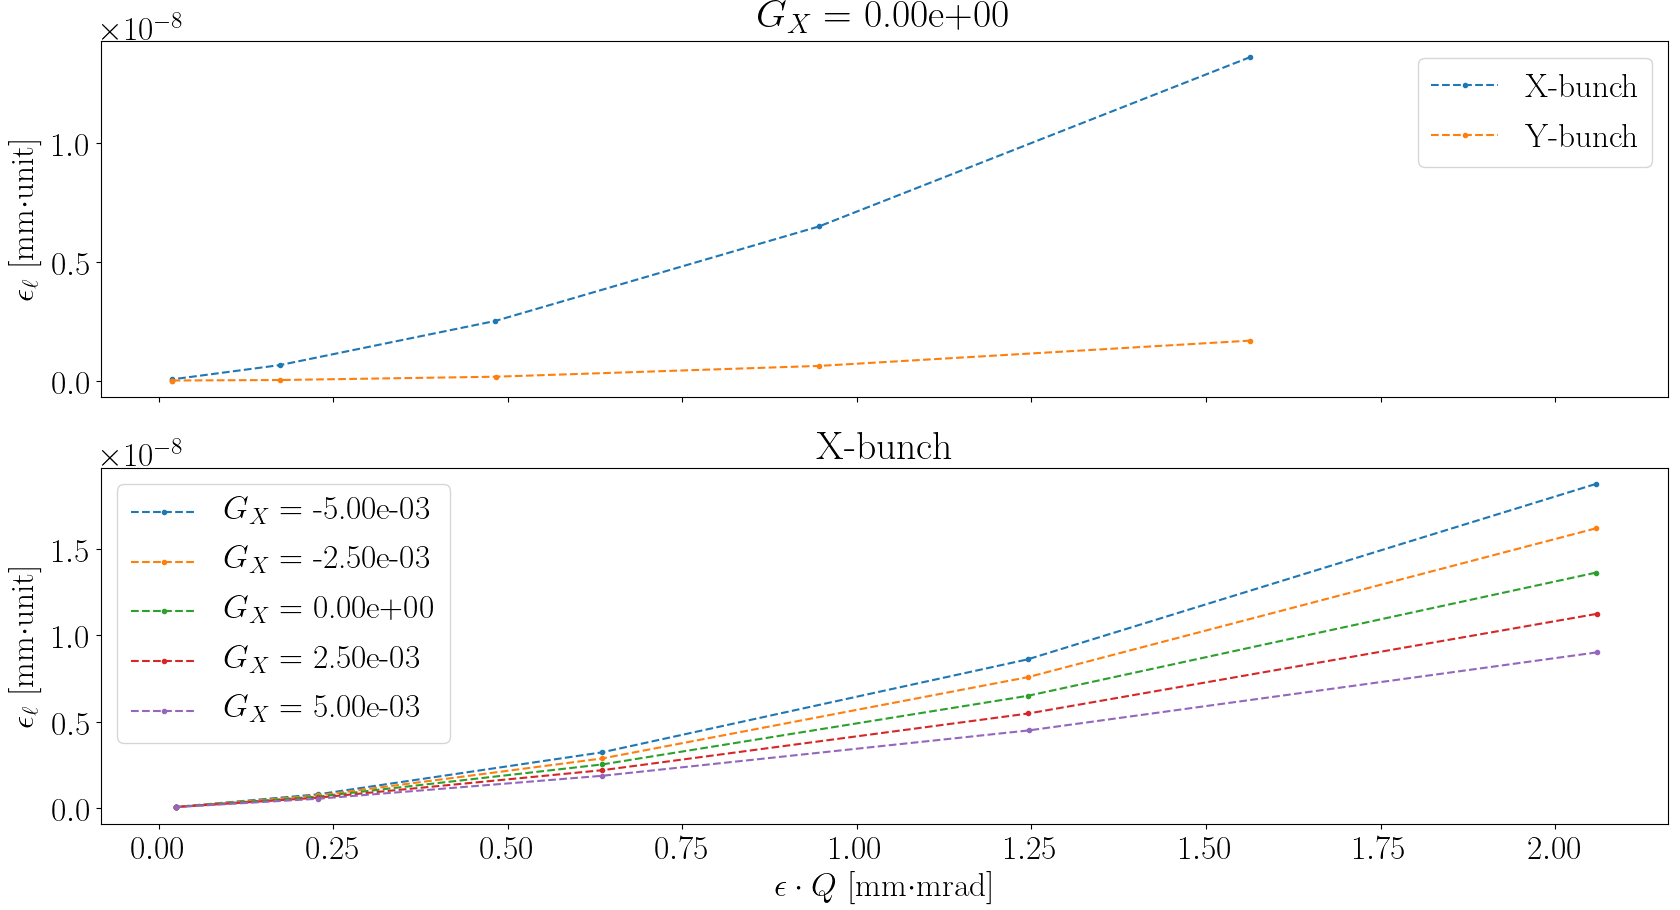 G_X = 0.00e+00
×10⁻⁸
ϵ_ℓ [mm·unit]
1.0
0.5
0.0
X-bunch
Y-bunch
X-bunch
×10⁻⁸
ϵ_ℓ [mm·unit]
1.5
1.0
0.5
0.0
G_X = -5.00e-03
G_X = -2.50e-03
G_X = 0.00e+00
G_X = 2.50e-03
G_X = 5.00e-03
0.00 0.25 0.50 0.75 1.00 1.25 1.50 1.75 2.00
ϵ · Q [mm·mrad]